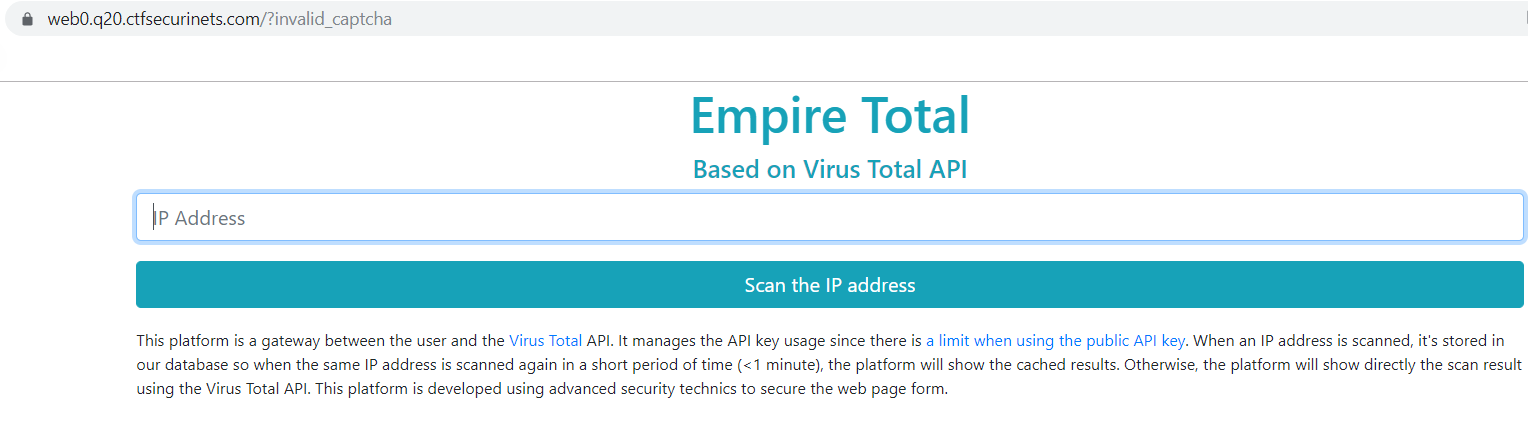 web0.q20.ctfsecurinets.com/?invalid_captcha
Empire Total
Based on Virus Total API
IP Address
Scan the IP address
This platform is a gateway between the user and the Virus Total API. It manages the API key usage since there is a limit when using the public API key. When an IP address is scanned, it's stored in
our database so when the same IP address is scanned again in a short period of time (<1 minute), the platform will show the cached results. Otherwise, the platform will show directly the scan result
using the Virus Total API. This platform is developed using advanced security technics to secure the web page form.